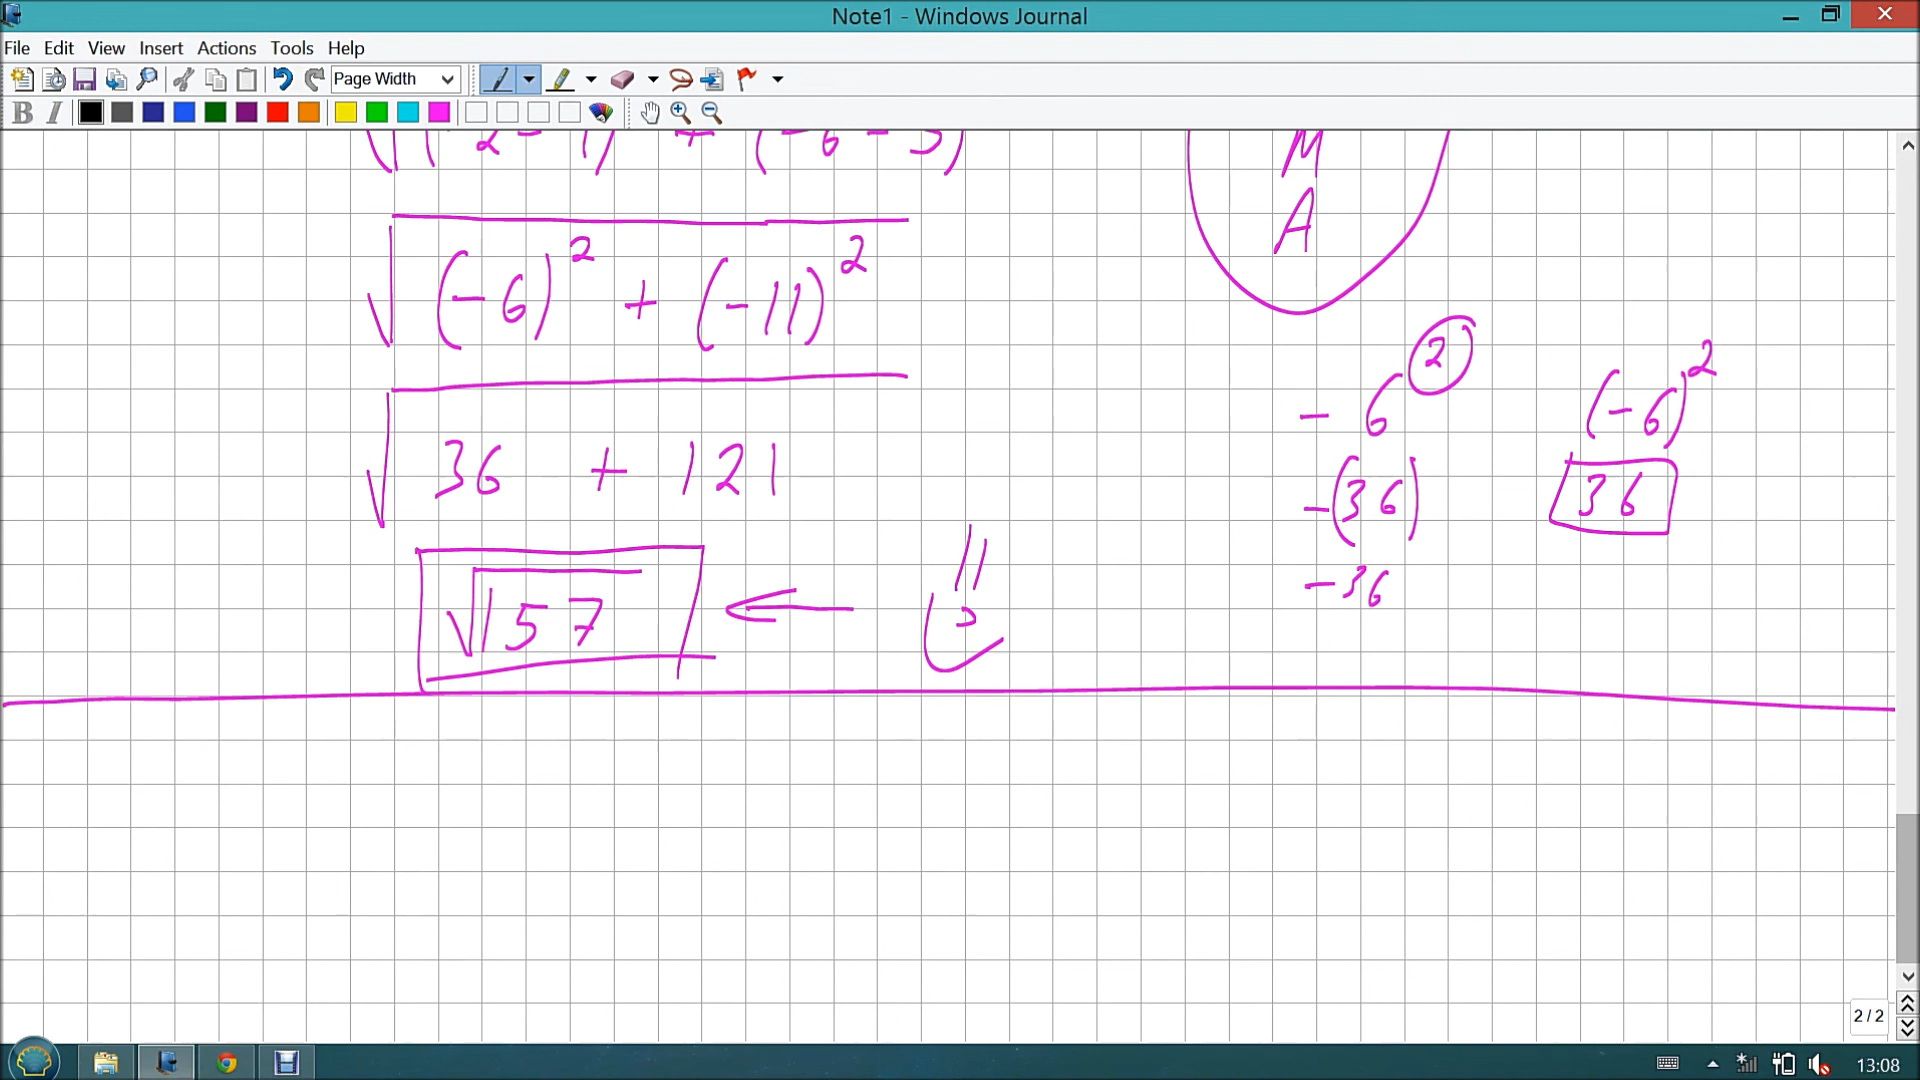 Note1 - Windows Journal
File Edit View Insert Actions Tools Help
Page Width
B I
M
A
√(-6)² + (-11)²
√36 + 121
√157
- 6²
-(36)
-36
(-6)²
36
2 / 2
13:08